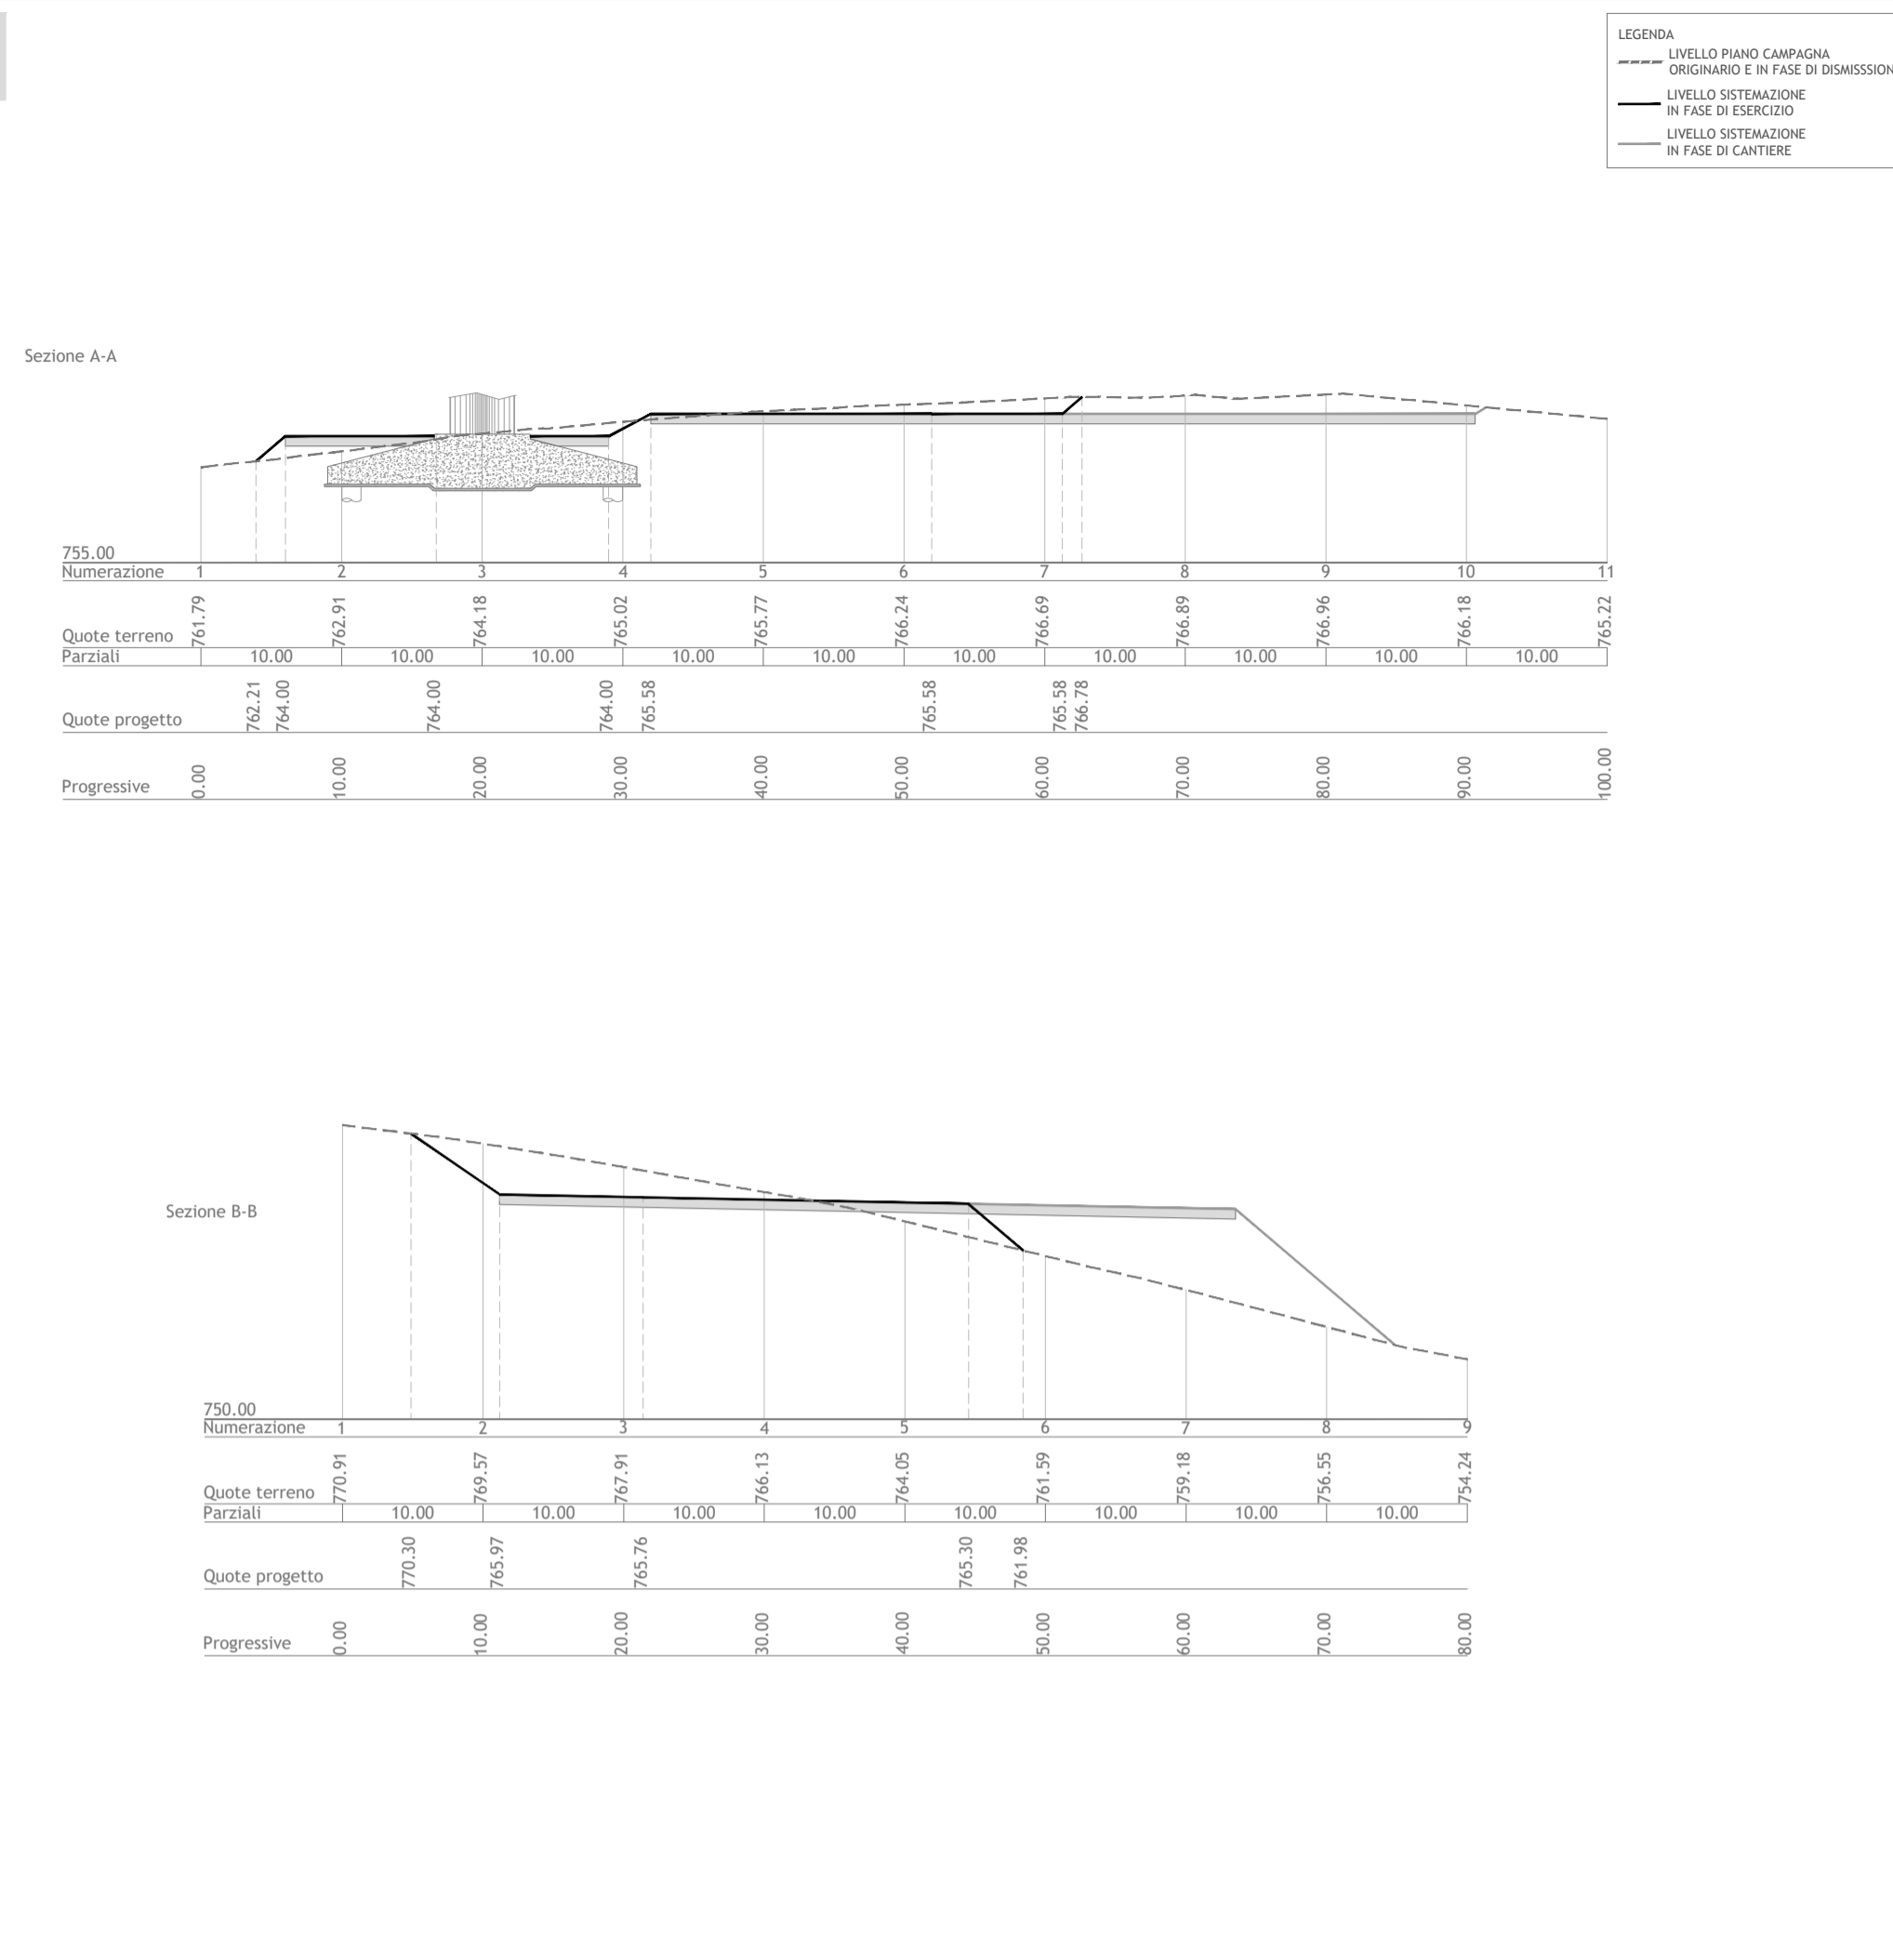 LEGENDA
LIVELLO PIANO CAMPAGNA
ORIGINARIO E IN FASE DI DISMISSSION
LIVELLO SISTEMAZIONE
IN FASE DI ESERCIZIO
LIVELLO SISTEMAZIONE
IN FASE DI CANTIERE
Sezione A-A
755.00
Numerazione 1 2 3 4 5 6 7 8 9 10 11
Quote terreno 761.79 762.91 764.18 765.02 765.77 766.24 766.69 766.89 766.96 766.18 765.22
Parziali 10.00 10.00 10.00 10.00 10.00 10.00 10.00 10.00 10.00 10.00
Quote progetto 762.21 764.00 764.00 764.00 765.58 765.58 765.58 766.78
Progressive 0.00 10.00 20.00 30.00 40.00 50.00 60.00 70.00 80.00 90.00 100.00
Sezione B-B
750.00
Numerazione 1 2 3 4 5 6 7 8 9
Quote terreno 770.91 769.57 767.91 766.13 764.05 761.59 759.18 756.55 754.24
Parziali 10.00 10.00 10.00 10.00 10.00 10.00 10.00 10.00
Quote progetto 770.30 765.97 765.76 765.30 761.98
Progressive 0.00 10.00 20.00 30.00 40.00 50.00 60.00 70.00 80.00